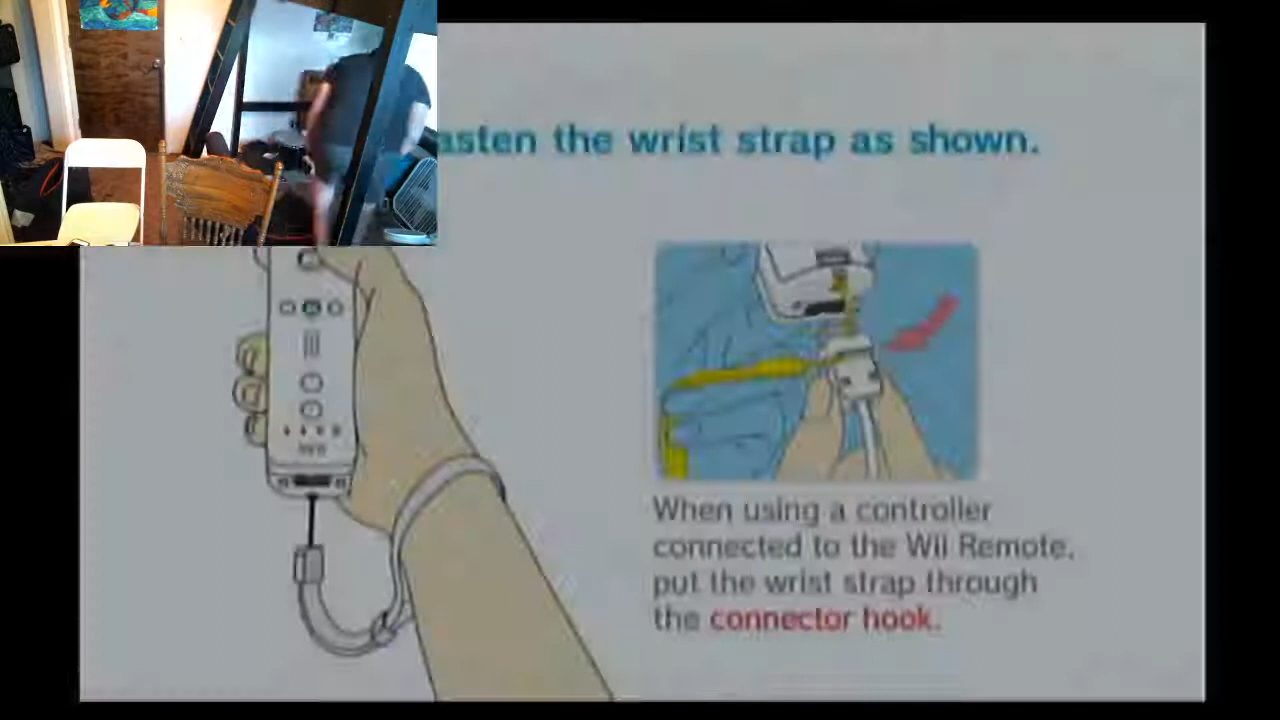 asten the wrist strap as shown.
When using a controller
connected to the Wii Remote,
put the wrist strap through
the connector hook.